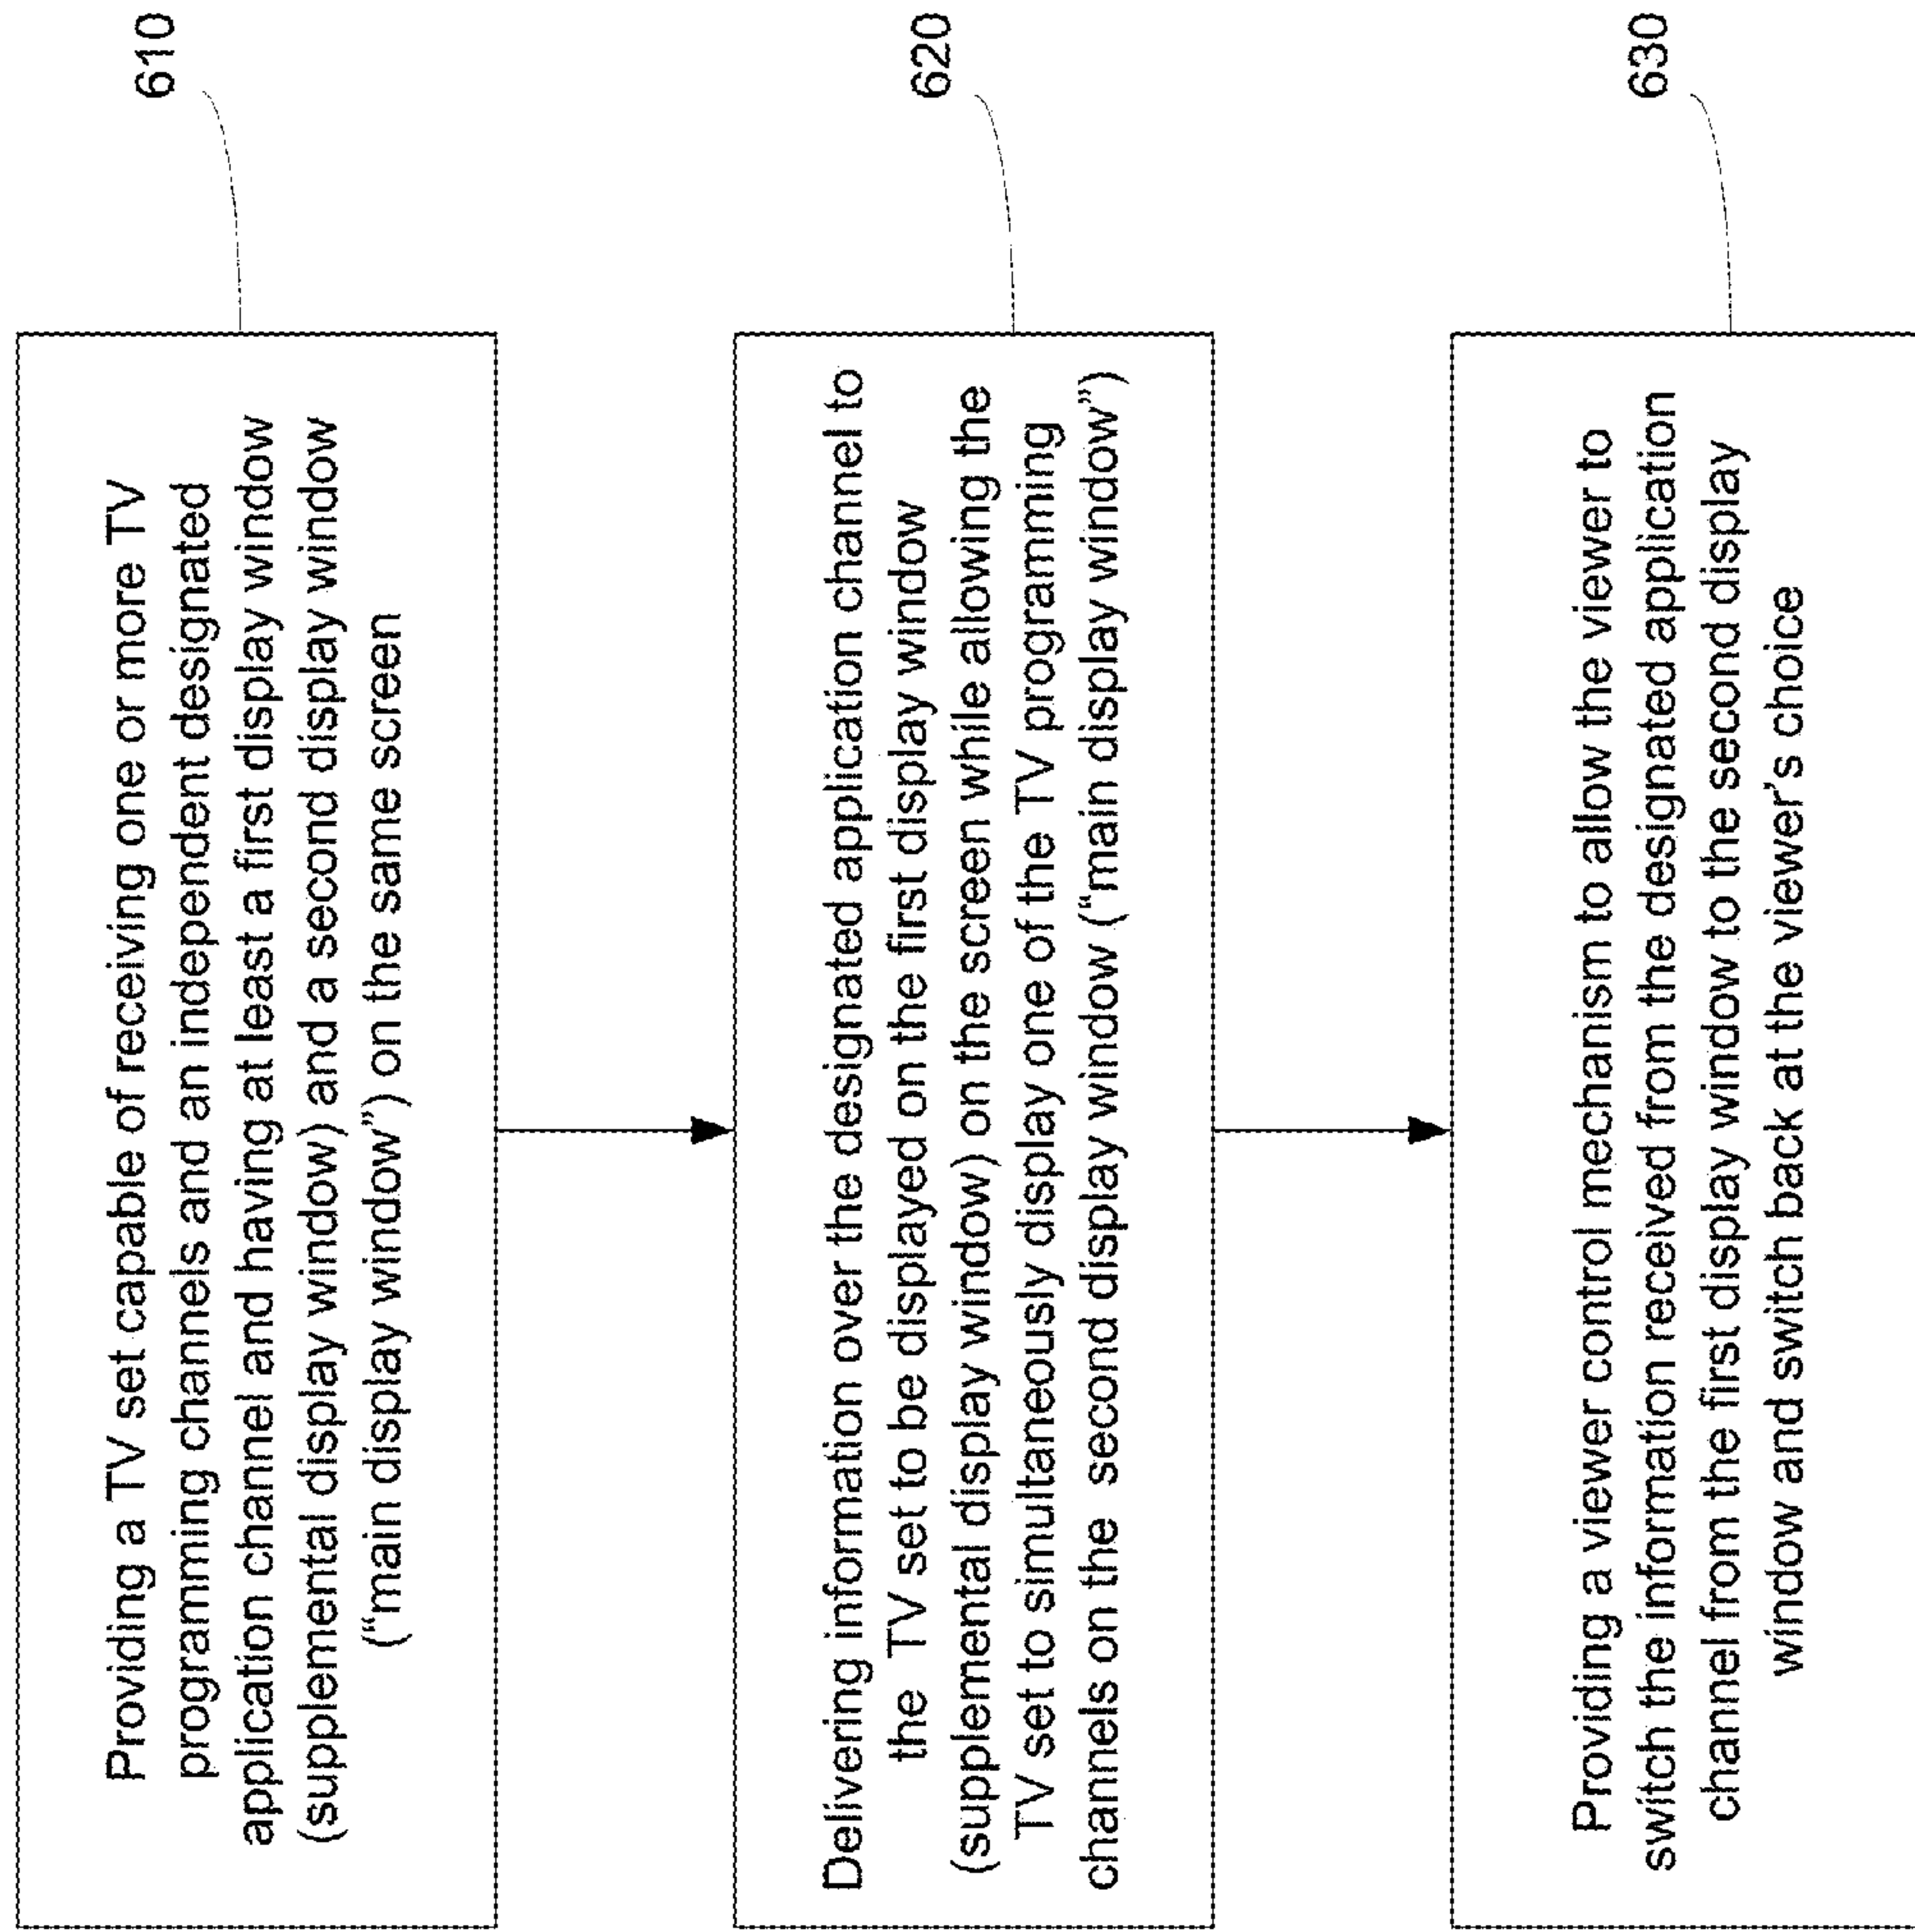 Providing a TV set capable of receiving one or more TV
programming channels and an independent designated
application channel and having at least a first display window
(supplemental display window) and a second display window
(“main display window”) on the same screen
610
Delivering information over the designated application channel to
the TV set to be displayed on the first display window
(supplemental display window) on the screen while allowing the
TV set to simultaneously display one of the TV programming
channels on the second display window (“main display window”)
620
Providing a viewer control mechanism to allow the viewer to
switch the information received from the designated application
channel from the first display window to the second display
window and switch back at the viewer’s choice
630